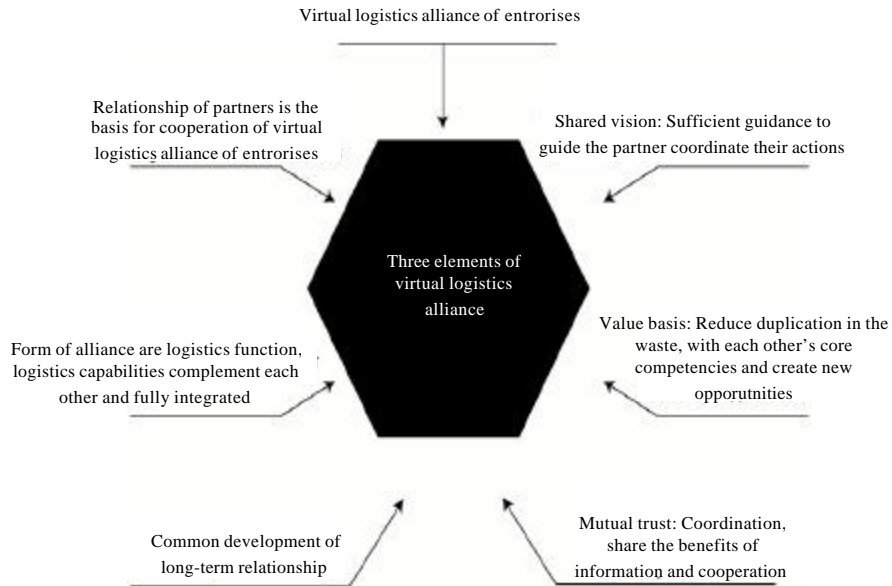 Virtual logistics alliance of entrorises
Relationship of partners is the
basis for cooperation of virtual
logistics alliance of entrorises
Shared vision: Sufficient guidance to
guide the partner coordinate their actions
Three elements of
virtual logistics
alliance
Form of alliance are logistics function,
logistics capabilities complement each
other and fully integrated
Value basis: Reduce duplication in the
waste, with each other’s core
competencies and create new
opporutnities
Common development of
long-term relationship
Mutual trust: Coordination,
share the benefits of
information and cooperation